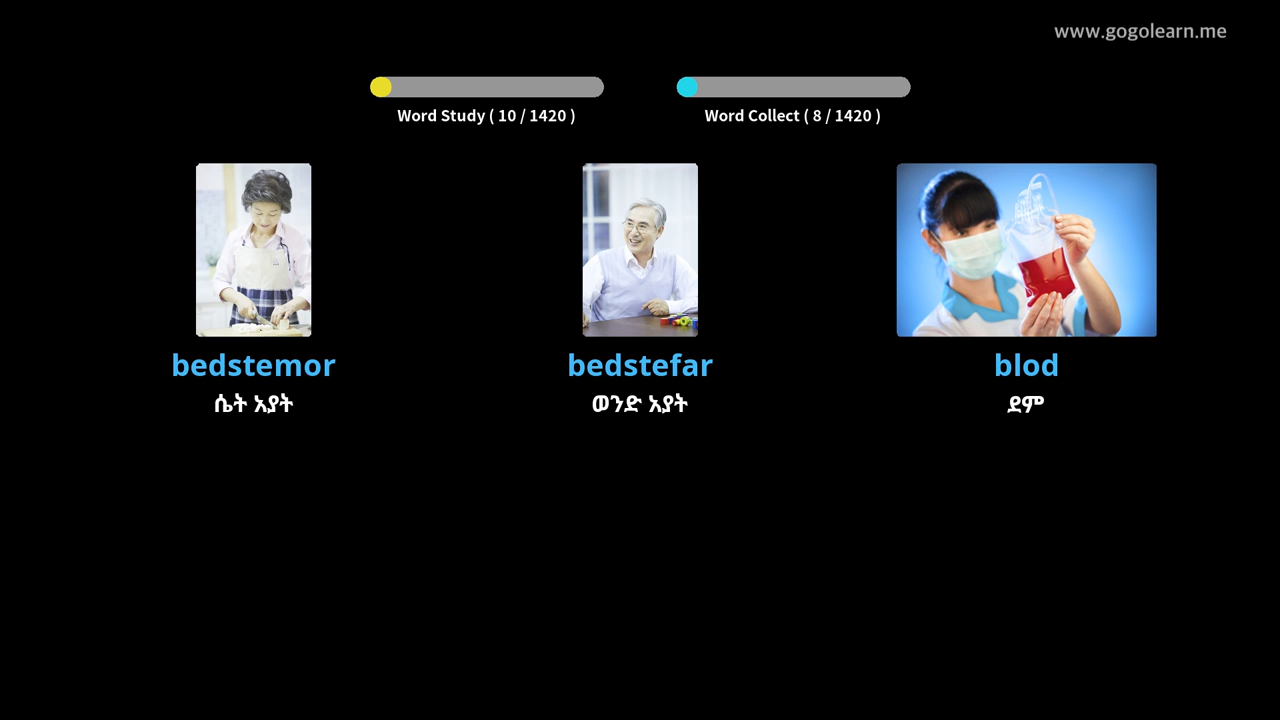 www.gogolearn.me
Word Study ( 10 / 1420 )
Word Collect ( 8 / 1420 )
bedstemor
ሴት አያት
bedstefar
ወንድ አያት
blod
ደም